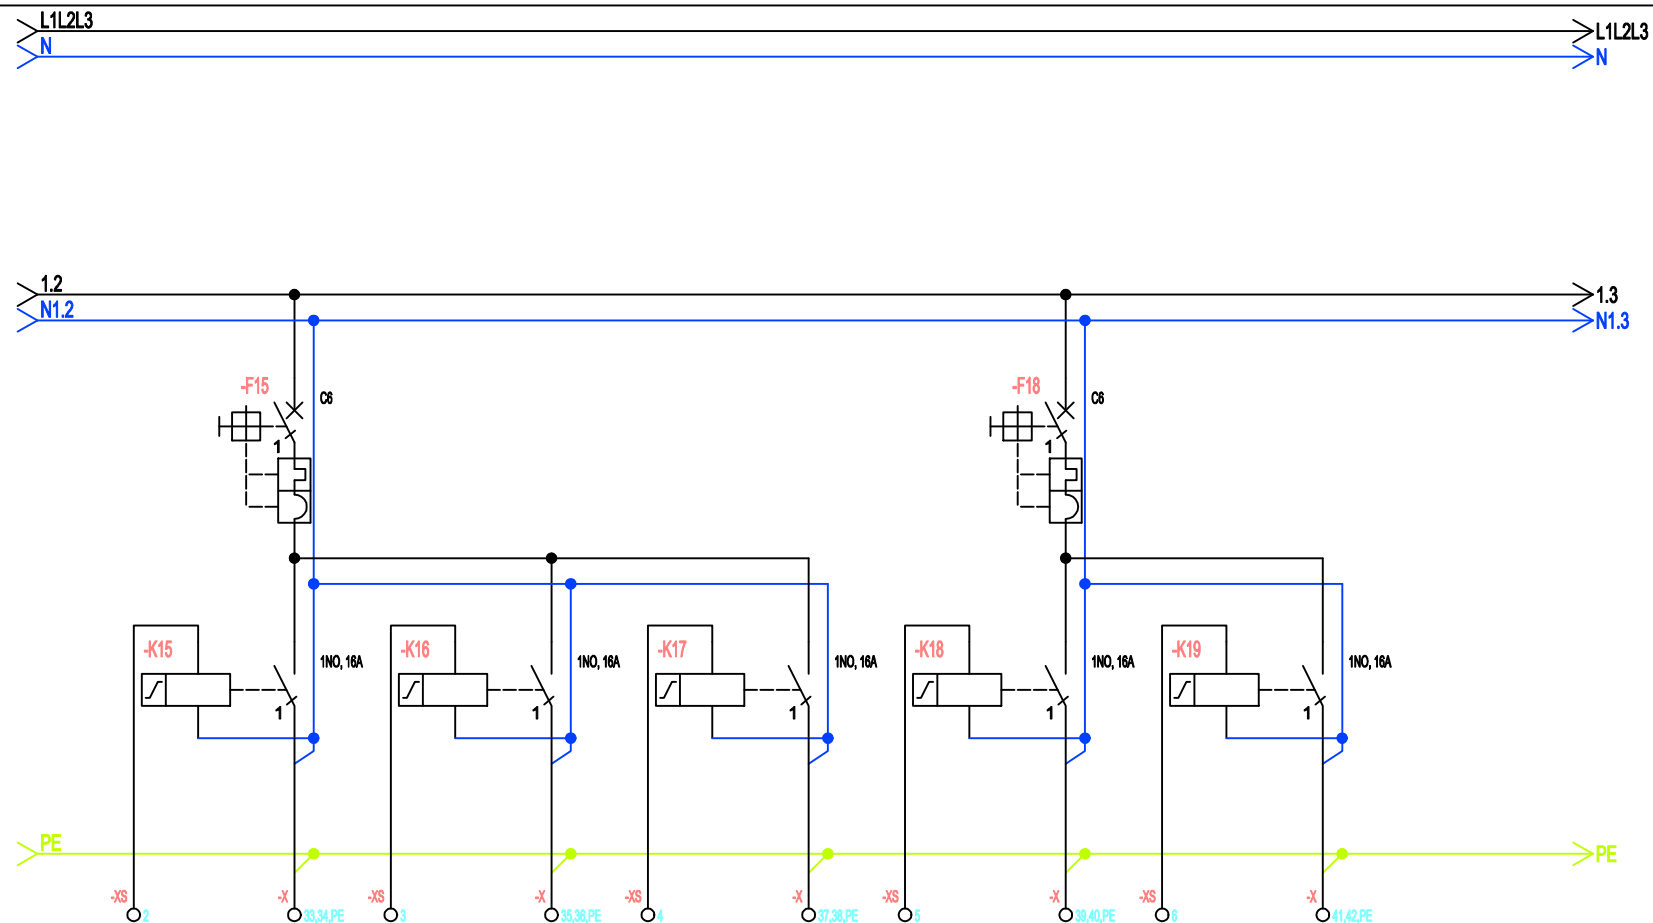 L1L2L3 L1L2L3
N N
1.2 1.3
N1.2 N1.3
-F15 C6 -F18 C6
1 1
-K15 1NO, 16A -K16 1NO, 16A -K17 1NO, 16A -K18 1NO, 16A -K19 1NO, 16A
1 1 1 1 1
PE PE
-XS -X -XS -X -XS -X -XS -X -XS -X
2 33,34,PE 3 35,36,PE 4 37,38,PE 5 39,40,PE 6 41,42,PE